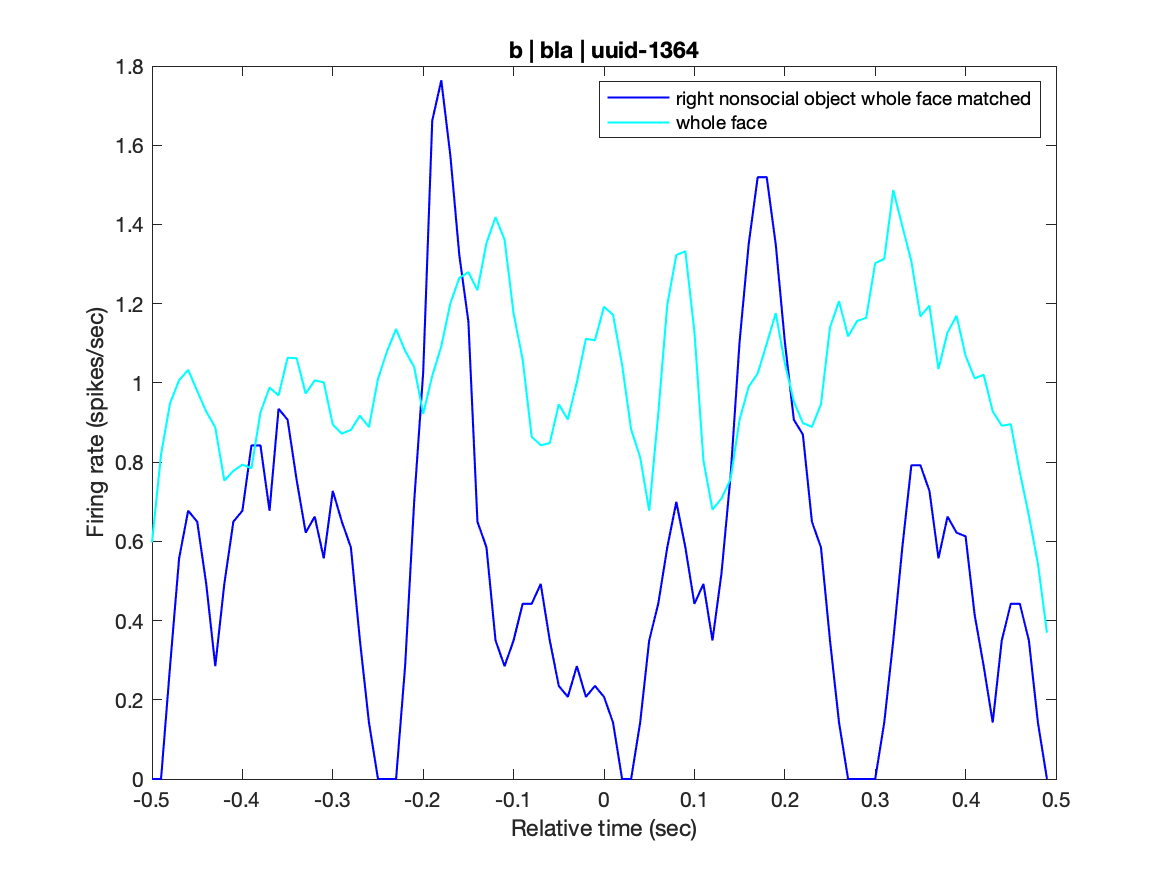 b | bla | uuid-1364
right nonsocial object whole face matched
whole face
1.8
1.6
1.4
1.2
1
0.8
0.6
0.4
0.2
0
Firing rate (spikes/sec)
-0.5 -0.4 -0.3 -0.2 -0.1 0 0.1 0.2 0.3 0.4 0.5
Relative time (sec)